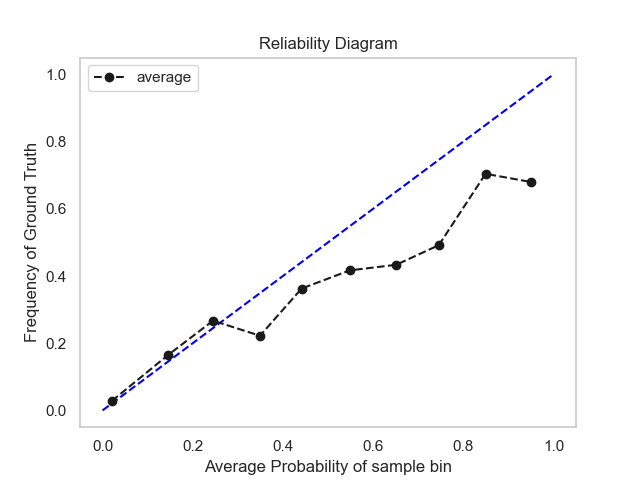 Reliability Diagram
average
Frequency of Ground Truth
1.0
0.8
0.6
0.4
0.2
0.0
0.0 0.2 0.4 0.6 0.8 1.0
Average Probability of sample bin